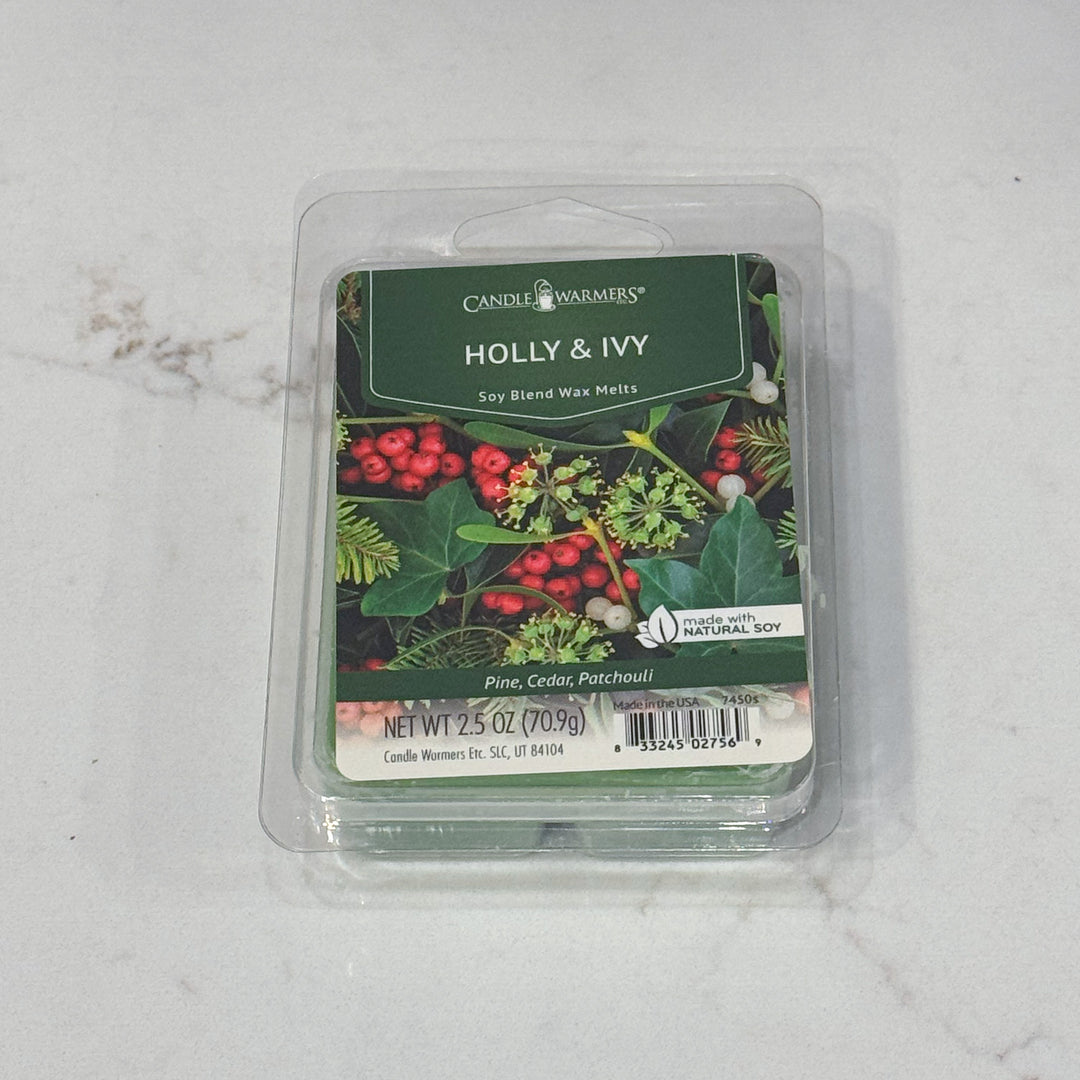 CANDLE WARMERS® ETC.
HOLLY & IVY
Soy Blend Wax Melts
made with
NATURAL SOY
Pine, Cedar, Patchouli
Made in the USA 7450s
NET WT 2.5 OZ (70.9g)
Candle Warmers Etc. SLC, UT 84104
8 33245 02756 9